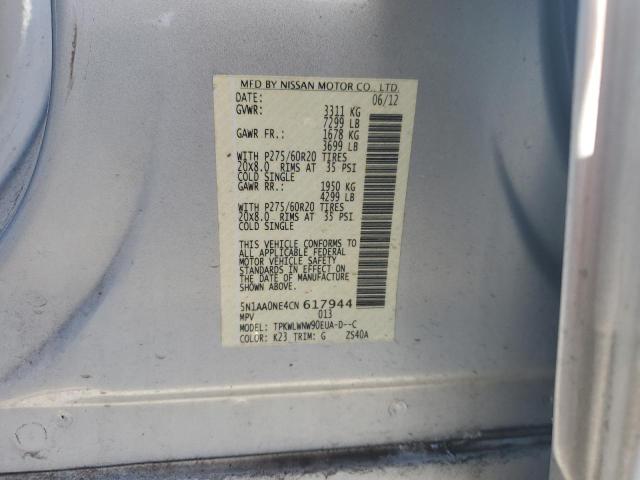 MFD BY NISSAN MOTOR CO., LTD.
DATE: 06/12
GVWR: 3311 KG
7299 LB
GAWR FR.: 1678 KG
3699 LB
WITH P275/60R20 TIRES
20X8.0 RIMS AT 35 PSI
COLD SINGLE
GAWR RR.: 1950 KG
4299 LB
WITH P275/60R20 TIRES
20X8.0 RIMS AT 35 PSI
COLD SINGLE
THIS VEHICLE CONFORMS TO
ALL APPLICABLE FEDERAL
MOTOR VEHICLE SAFETY
STANDARDS IN EFFECT ON
THE DATE OF MANUFACTURE
SHOWN ABOVE.
5N1AA0NE4CN 617944
MPV 013
MODEL: TPKWLWNW90EUA-D--C
COLOR: K23 TRIM: G ZS40A